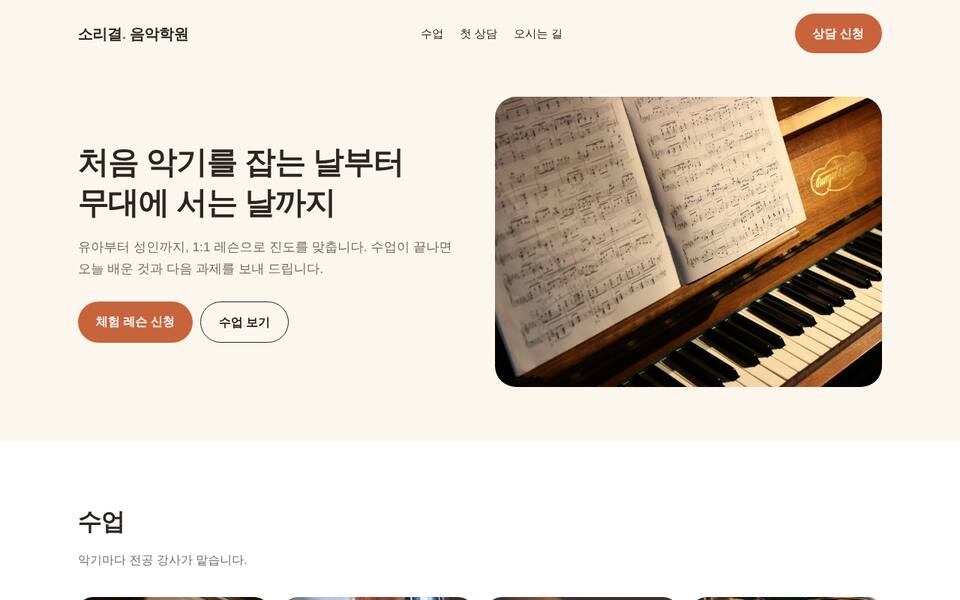 소리결. 음악학원
수업
첫 상담
오시는 길
상담 신청
처음 악기를 잡는 날부터
무대에 서는 날까지
유아부터 성인까지, 1:1 레슨으로 진도를 맞춥니다. 수업이 끝나면
오늘 배운 것과 다음 과제를 보내 드립니다.
체험 레슨 신청
수업 보기
수업
악기마다 전공 강사가 맡습니다.